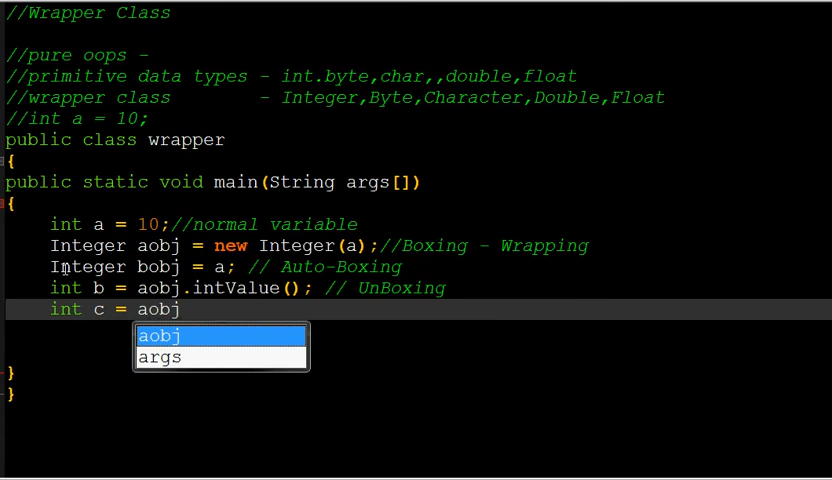 //Wrapper Class
//pure oops -
//primitive data types - int.byte,char,,double,float
//wrapper class        - Integer,Byte,Character,Double,Float
//int a = 10;
public class wrapper
{
public static void main(String args[])
{
    int a = 10;//normal variable
    Integer aobj = new Integer(a);//Boxing - Wrapping
    Integer bobj = a; // Auto-Boxing
    int b = aobj.intValue(); // UnBoxing
    int c = aobj
aobj
args
}
}